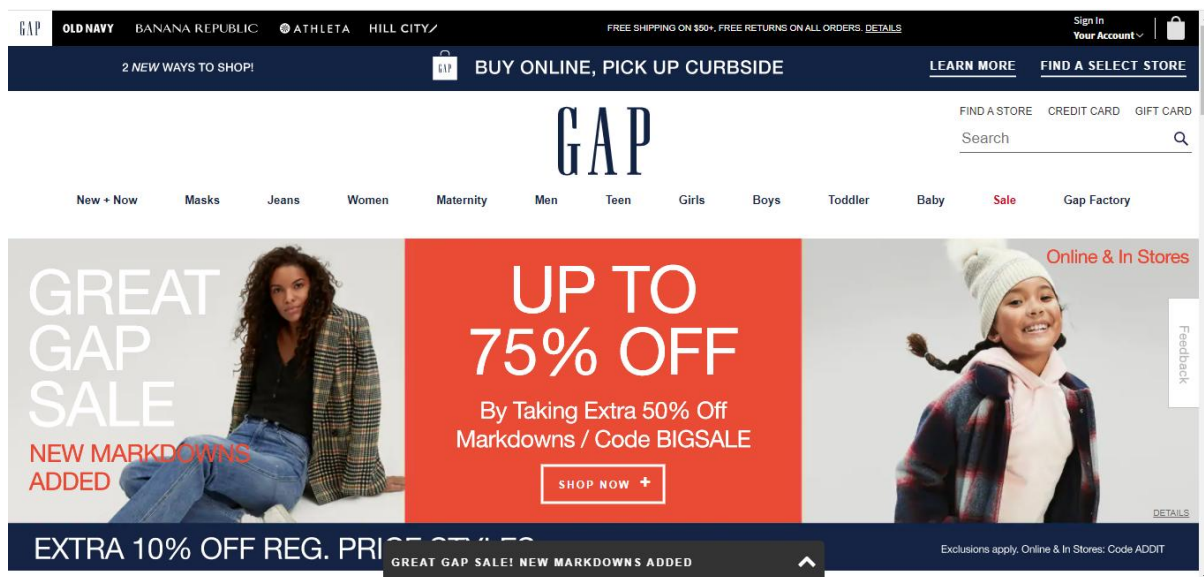 GAP OLD NAVY BANANA REPUBLIC ATHLETA HILL CITY
FREE SHIPPING ON $50+, FREE RETURNS ON ALL ORDERS. DETAILS
Sign In
Your Account
2 NEW WAYS TO SHOP!
GAP
BUY ONLINE, PICK UP CURBSIDE
LEARN MORE
FIND A SELECT STORE
GAP
FIND A STORE CREDIT CARD GIFT CARD
Search
New + Now Masks Jeans Women Maternity Men Teen Girls Boys Toddler Baby Sale Gap Factory
GREAT
GAP
SALE
NEW MARKDOWNS
ADDED
UP TO
75% OFF
By Taking Extra 50% Off
Markdowns / Code BIGSALE
SHOP NOW +
Online & In Stores
Feedback
DETAILS
EXTRA 10% OFF REG. PRICE STYLES
Exclusions apply. Online & In Stores: Code ADDIT
GREAT GAP SALE! NEW MARKDOWNS ADDED